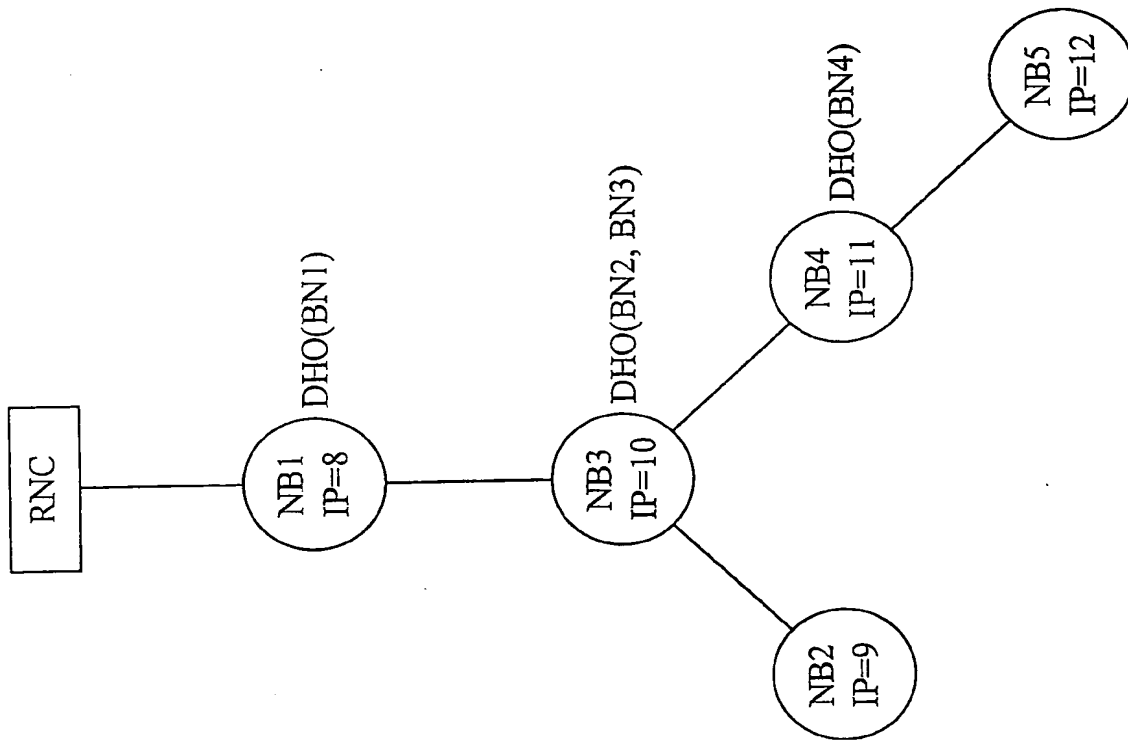 RNC
NB1
IP=8
DHO(BN1)
NB3
IP=10
DHO(BN2, BN3)
NB2
IP=9
NB4
IP=11
DHO(BN4)
NB5
IP=12